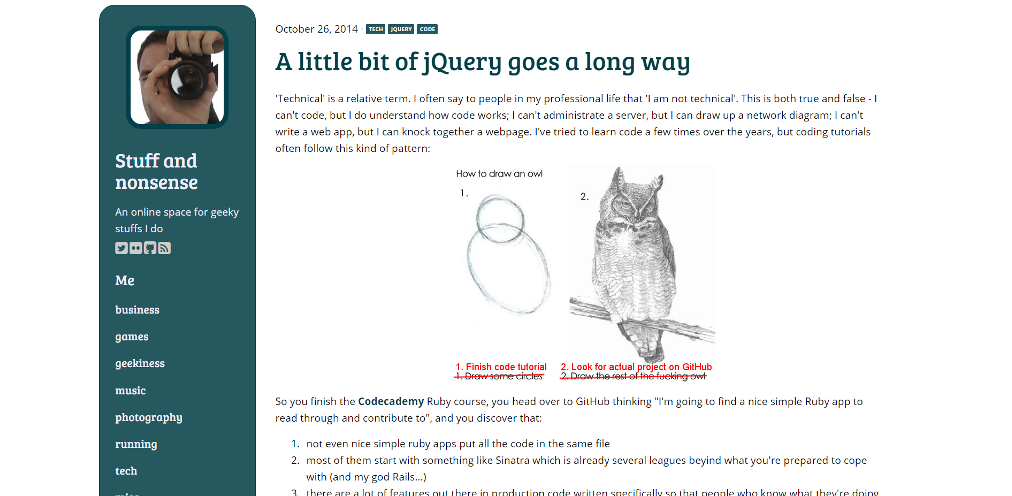 October 26, 2014 · TECH JQUERY CODE
A little bit of jQuery goes a long way
'Technical' is a relative term. I often say to people in my professional life that 'I am not technical'. This is both true and false - I
can't code, but I do understand how code works; I can't administrate a server, but I can draw up a network diagram; I can't
write a web app, but I can knock together a webpage. I've tried to learn code a few times over the years, but coding tutorials
often follow this kind of pattern:
How to draw an owl
1.
2.
1. Finish code tutorial
2. Look for actual project on GitHub
1. Draw some circles
2. Draw the rest of the fucking owl
So you finish the Codecademy Ruby course, you head over to GitHub thinking "I'm going to find a nice simple Ruby app to
read through and contribute to", and you discover that:
1. not even nice simple ruby apps put all the code in the same file
2. most of them start with something like Sinatra which is already several leagues beyind what you're prepared to cope
with (and my god Rails...)
3. there are a lot of features out there in production code written specifically so that people who know what they're doing
Stuff and
nonsense
An online space for geeky
stuffs I do
Me
business
games
geekiness
music
photography
running
tech